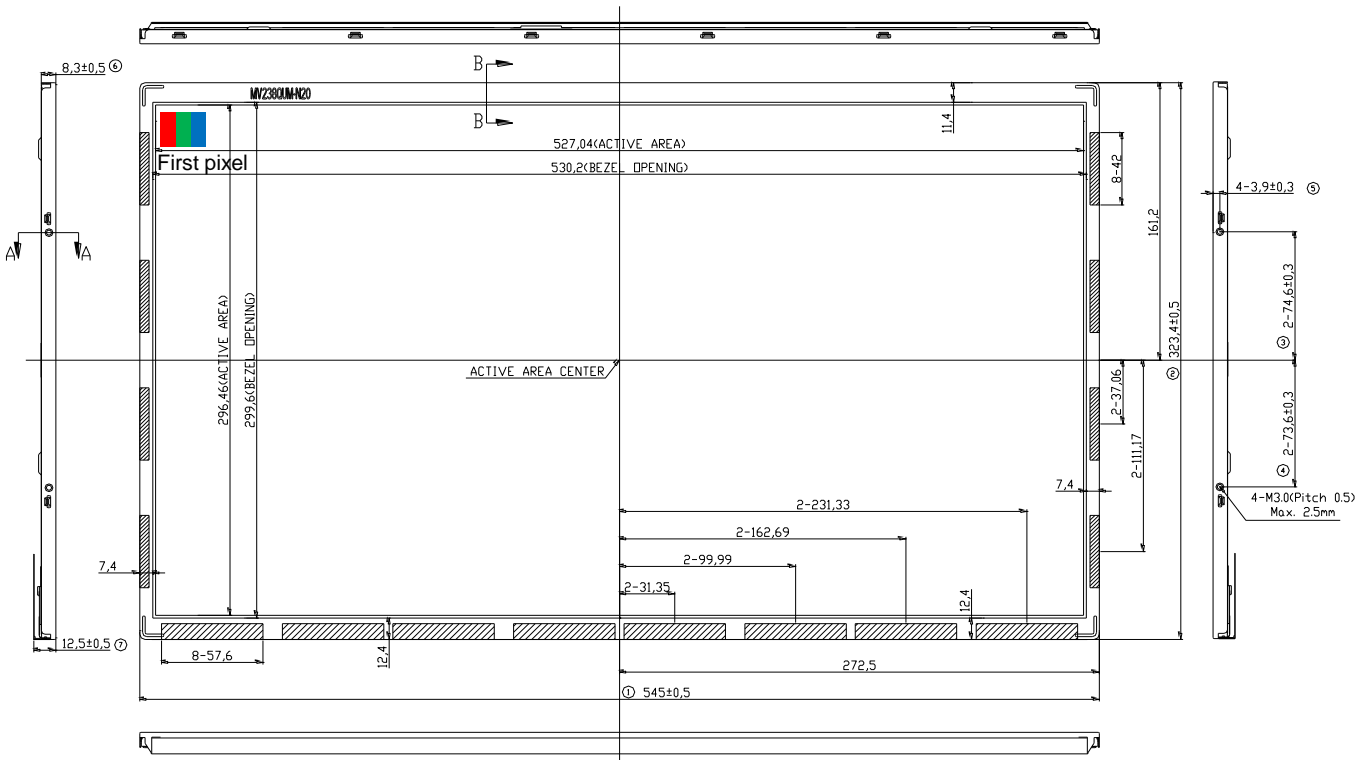 8,3±0,5 ⑥
B
MV238QUM-N20
B
11,4
527,04(ACTIVE AREA)
First pixel
530,2(BEZEL OPENING)
8-42
4-3,9±0,3 ⑤
161,2
A
A
2-74,6±0,3
③
323,4±0,5
②
296,46(ACTIVE AREA)
299,6(BEZEL OPENING)
ACTIVE AREA CENTER
2-37,06
2-73,6±0,3
④
2-111,17
7,4
4-M3.0(Pitch 0.5)
Max. 2.5mm
2-231,33
2-162,69
2-99,99
7,4
2-31,35
12,4
12,5±0,5 ⑦
8-57,6
12,4
272,5
① 545±0,5